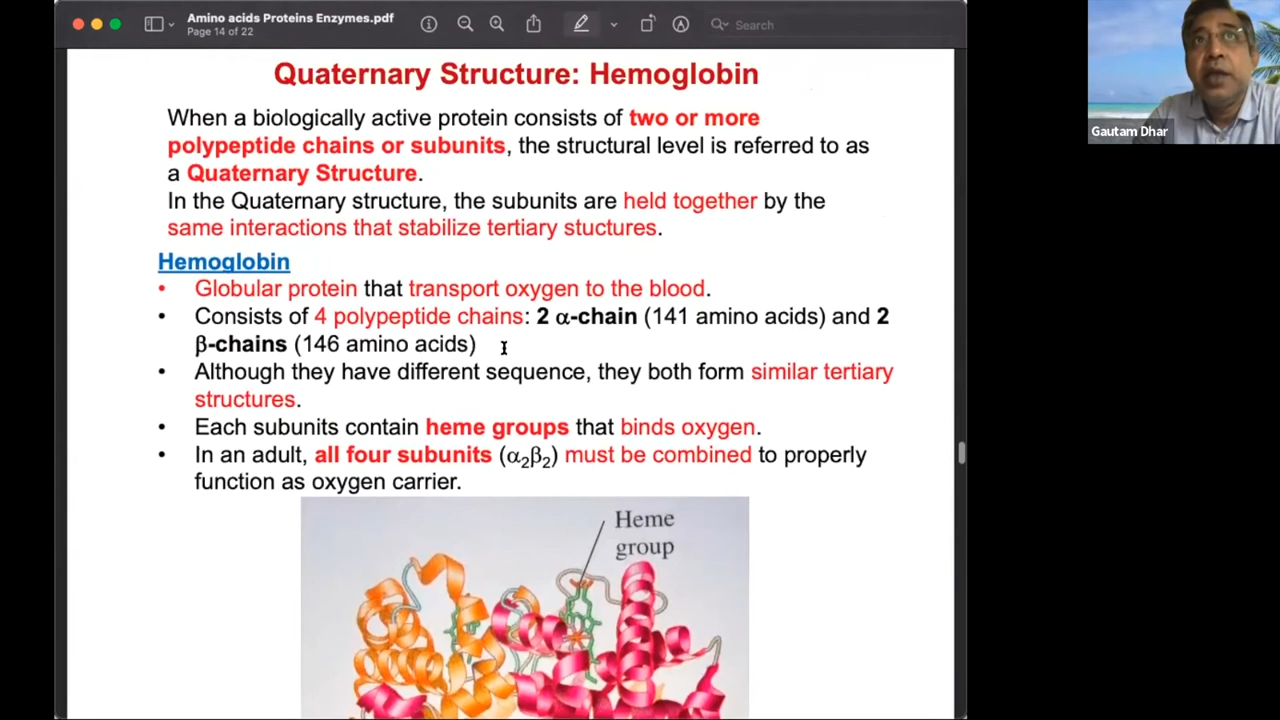 Amino acids Proteins Enzymes.pdf
Page 14 of 22
Search
Gautam Dhar
Quaternary Structure: Hemoglobin
When a biologically active protein consists of two or more
polypeptide chains or subunits, the structural level is referred to as
a Quaternary Structure.
In the Quaternary structure, the subunits are held together by the
same interactions that stabilize tertiary stuctures.
Hemoglobin
• Globular protein that transport oxygen to the blood.
• Consists of 4 polypeptide chains: 2 α-chain (141 amino acids) and 2
β-chains (146 amino acids)
• Although they have different sequence, they both form similar tertiary
structures.
• Each subunits contain heme groups that binds oxygen.
• In an adult, all four subunits (α₂β₂) must be combined to properly
function as oxygen carrier.
Heme
group